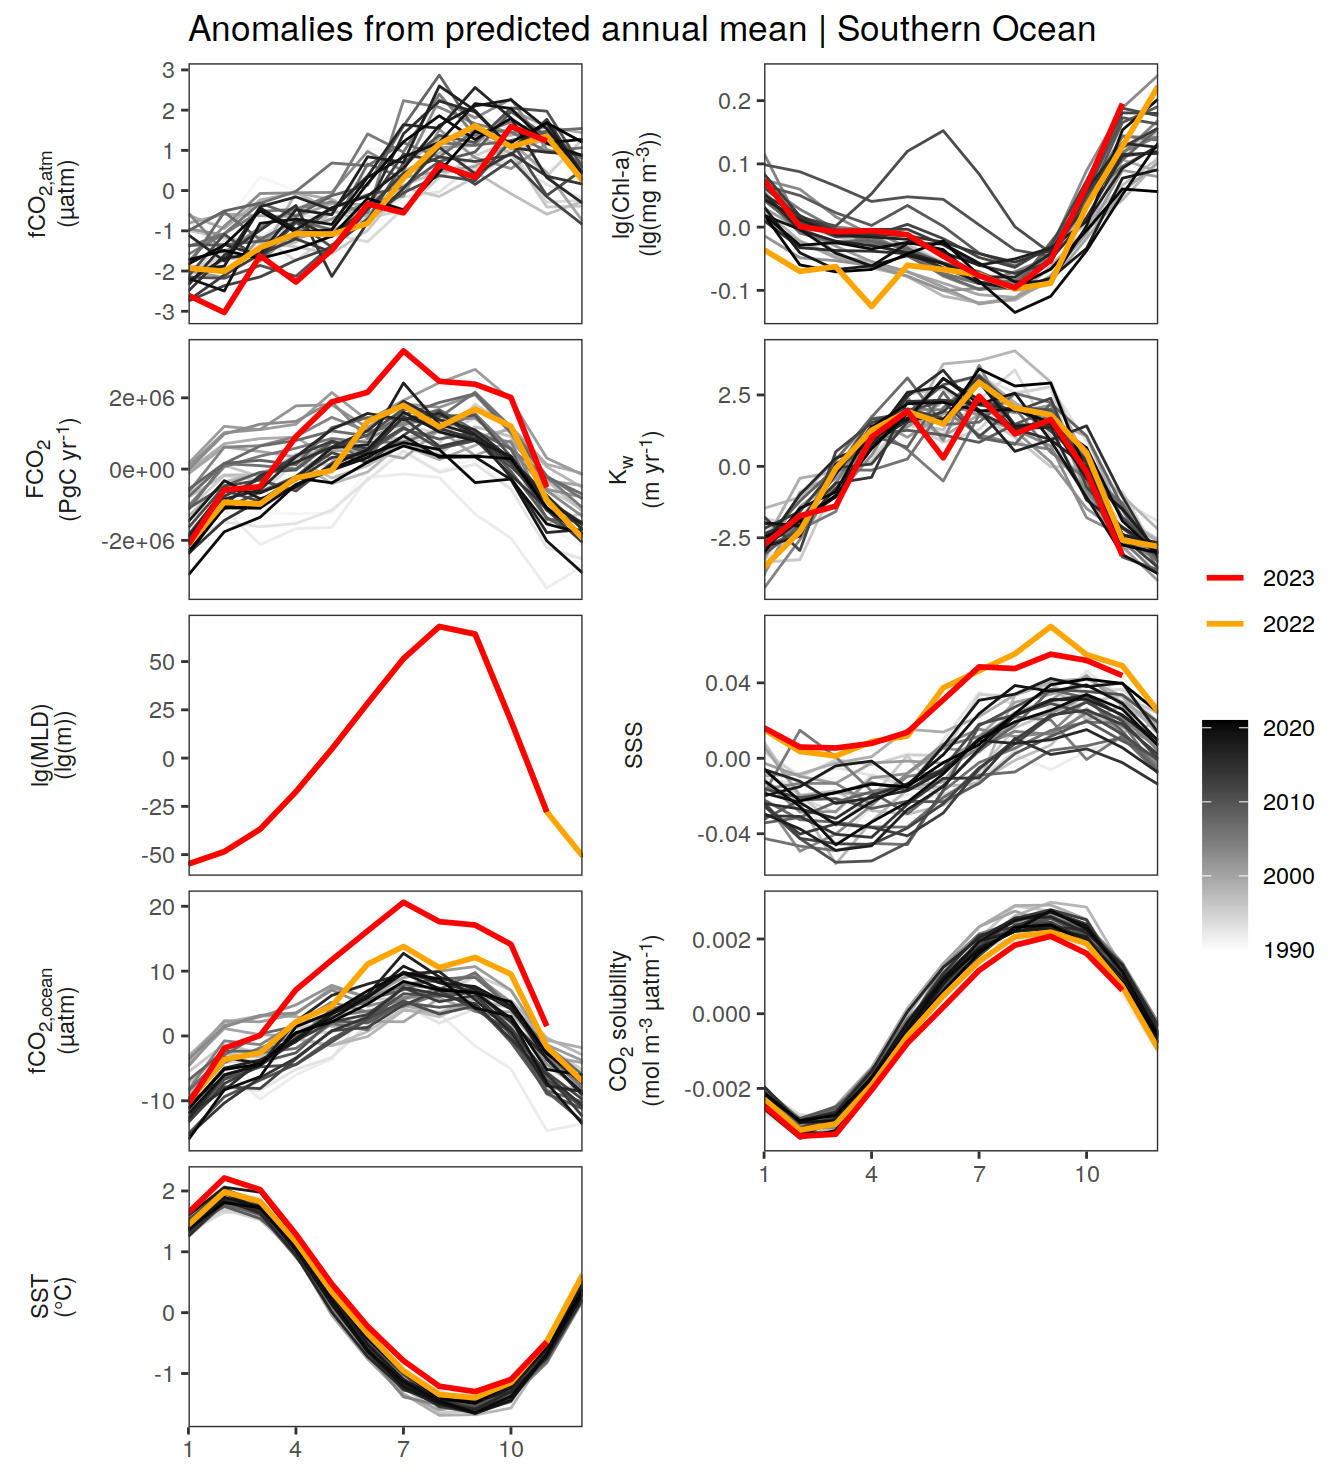 Anomalies from predicted annual mean | Southern Ocean
fCO2,atm
(µatm)
3
2
1
0
-1
-2
-3
lg(Chl-a)
(lg(mg m-3))
0.2
0.1
0.0
-0.1
FCO2
(PgC yr-1)
2e+06
0e+00
-2e+06
Kw
(m yr-1)
2.5
0.0
-2.5
lg(MLD)
(lg(m))
50
25
0
-25
-50
SSS
0.04
0.00
-0.04
fCO2,ocean
(µatm)
20
10
0
-10
CO2 solubility
(mol m-3 µatm-1)
0.002
0.000
-0.002
1 4 7 10
SST
(°C)
2
1
0
-1
1 4 7 10
2023
2022
2020
2010
2000
1990